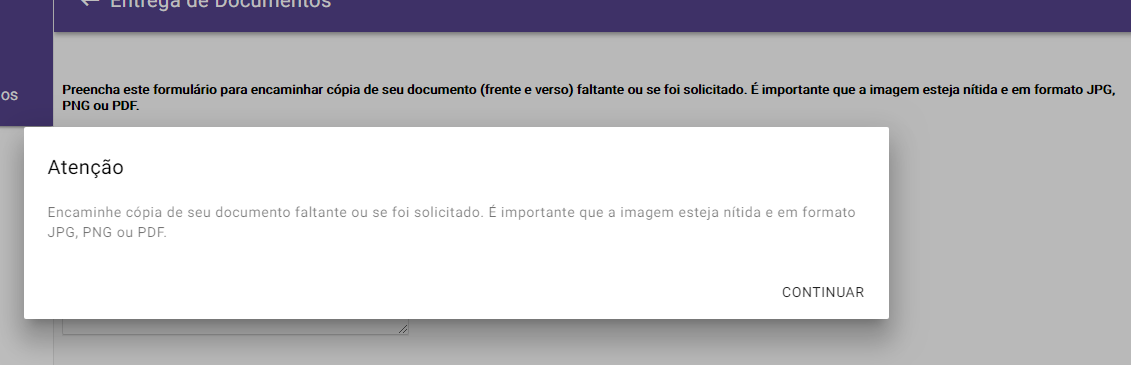 ← Entrega de Documentos
os
Preencha este formulário para encaminhar cópia de seu documento (frente e verso) faltante ou se foi solicitado. É importante que a imagem esteja nítida e em formato JPG,
PNG ou PDF.
Atenção
Encaminhe cópia de seu documento faltante ou se foi solicitado. É importante que a imagem esteja nítida e em formato
JPG, PNG ou PDF.
CONTINUAR